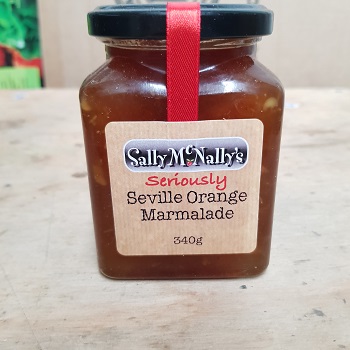 Sally McNally's
Seriously
Seville Orange
Marmalade
340g